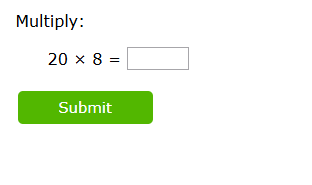 Multiply:
20 × 8 =
Submit